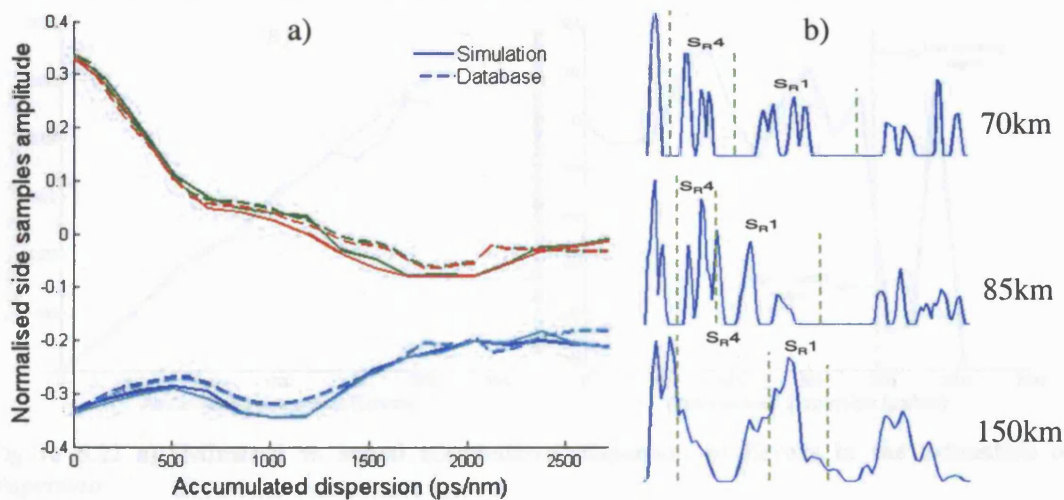 a)
Simulation
Database
Normalised side samples amplitude
0.4
0.3
0.2
0.1
0
-0.1
-0.2
-0.3
-0.4
0
500
1000
1500
2000
2500
Accumulated dispersion (ps/nm)
b)
SR4
SR1
70km
SR4
SR1
85km
SR4
SR1
150km